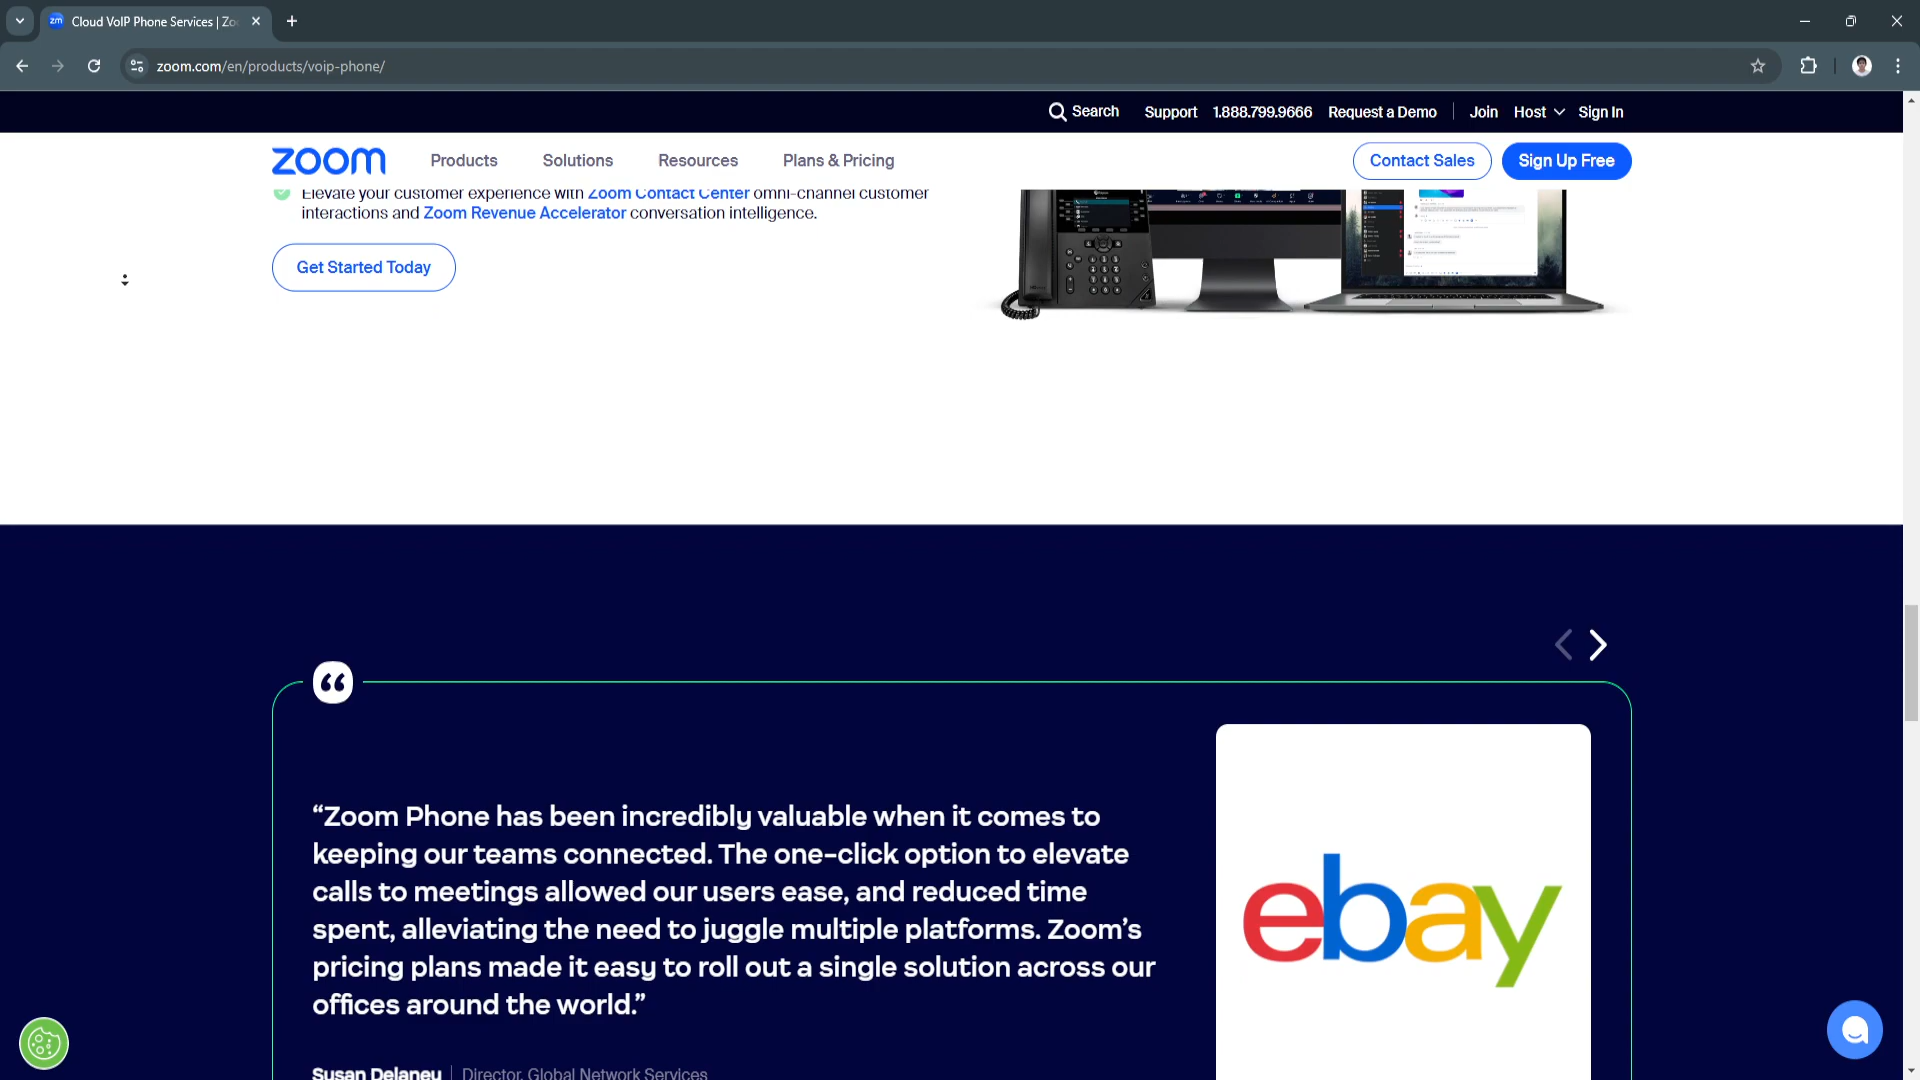 Cloud VoIP Phone Services | Zo
zoom.com/en/products/voip-phone/
Search Support 1.888.799.9666 Request a Demo Join Host Sign In
zoom Products Solutions Resources Plans & Pricing Contact Sales Sign Up Free
Elevate your customer experience with Zoom Contact Center omni-channel customer
interactions and Zoom Revenue Accelerator conversation intelligence.
Get Started Today
“Zoom Phone has been incredibly valuable when it comes to
keeping our teams connected. The one-click option to elevate
calls to meetings allowed our users ease, and reduced time
spent, alleviating the need to juggle multiple platforms. Zoom’s
pricing plans made it easy to roll out a single solution across our
offices around the world.”
ebay
Susan Delaney Director, Global Network Services